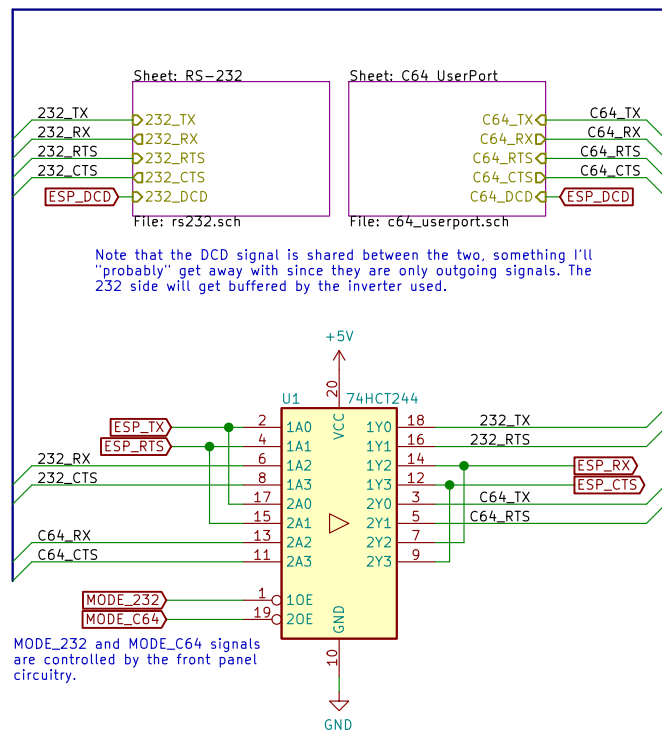 Sheet: RS-232
Sheet: C64 UserPort
232_TX
232_TX
C64_TX
C64_TX
232_RX
232_RX
C64_RX
C64_RX
232_RTS
232_RTS
C64_RTS
C64_RTS
232_CTS
232_CTS
C64_CTS
C64_CTS
ESP_DCD
232_DCD
C64_DCD
ESP_DCD
File: rs232.sch
File: c64_userport.sch
Note that the DCD signal is shared between the two, something I'll
"probably" get away with since they are only outgoing signals. The
232 side will get buffered by the inverter used.
+5V
20
U1
74HCT244
VCC
ESP_TX
2
1A0
1Y0
18
232_TX
ESP_RTS
4
1A1
1Y1
16
232_RTS
232_RX
6
1A2
1Y2
14
ESP_RX
232_CTS
8
1A3
1Y3
12
ESP_CTS
17
2A0
2Y0
3
C64_TX
15
2A1
2Y1
5
C64_RTS
C64_RX
13
2A2
2Y2
7
C64_CTS
11
2A3
2Y3
9
MODE_232
1
1OE
MODE_C64
19
2OE
GND
10
GND
MODE_232 and MODE_C64 signals
are controlled by the front panel
circuitry.